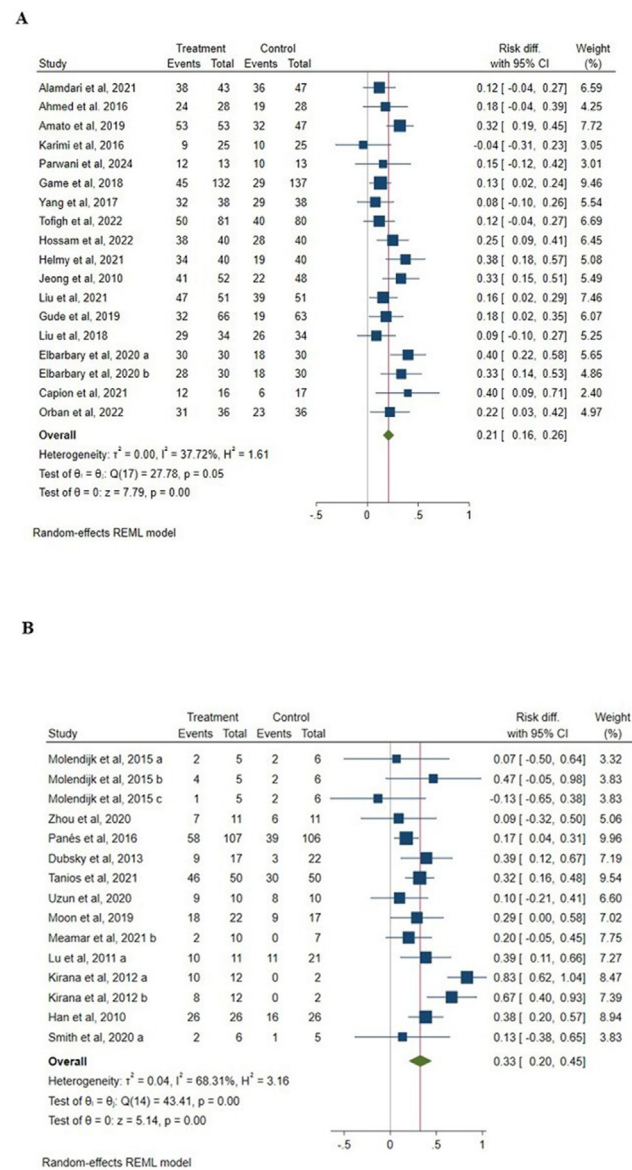 A
Treatment Control Risk diff. Weight
Study Events Total Events Total with 95% CI (%)
Alamdari et al, 2021 38 43 36 47 0.12 [ -0.04, 0.27] 6.59
Ahmed et al. 2016 24 28 19 28 0.18 [ -0.04, 0.39] 4.25
Amato et al. 2019 53 53 32 47 0.32 [ 0.19, 0.45] 7.72
Karimi et al. 2016 9 25 10 25 -0.04 [ -0.31, 0.23] 3.05
Parwani et al. 2024 12 13 10 13 0.15 [ -0.12, 0.42] 3.01
Game et al, 2018 45 132 29 137 0.13 [ 0.02, 0.24] 9.46
Yang et al. 2017 32 38 29 38 0.08 [ -0.10, 0.26] 5.54
Tofigh et al. 2022 50 81 40 80 0.12 [ -0.04, 0.27] 6.69
Hossam et al, 2022 38 40 28 40 0.25 [ 0.09, 0.41] 6.45
Helmy et al, 2021 34 40 19 40 0.38 [ 0.18, 0.57] 5.08
Jeong et al, 2010 41 52 22 48 0.33 [ 0.15, 0.51] 5.49
Liu et al, 2021 47 51 39 51 0.16 [ 0.02, 0.29] 7.46
Gude et al, 2019 32 66 19 63 0.18 [ 0.02, 0.35] 6.07
Liu et al. 2018 29 34 26 34 0.09 [ -0.10, 0.27] 5.25
Elbarbary et al, 2020 a 30 30 18 30 0.40 [ 0.22, 0.58] 5.65
Elbarbary et al, 2020 b 28 30 18 30 0.33 [ 0.14, 0.53] 4.86
Capion et al, 2021 12 16 6 17 0.40 [ 0.09, 0.71] 2.40
Orban et al, 2022 31 36 23 36 0.22 [ 0.03, 0.42] 4.97
Overall 0.21 [ 0.16, 0.26]
Heterogeneity: τ² = 0.00, I² = 37.72%, H² = 1.61
Test of θᵢ = θⱼ: Q(17) = 27.78, p = 0.05
Test of θ = 0: z = 7.79, p = 0.00
-.5 0 .5 1
Random-effects REML model
B
Treatment Control Risk diff. Weight
Study Events Total Events Total with 95% CI (%)
Molendijk et al, 2015 a 2 5 2 6 0.07 [ -0.50, 0.64] 3.32
Molendijk et al, 2015 b 4 5 2 6 0.47 [ -0.05, 0.98] 3.83
Molendijk et al, 2015 c 1 5 2 6 -0.13 [ -0.65, 0.38] 3.83
Zhou et al, 2020 7 11 6 11 0.09 [ -0.32, 0.50] 5.06
Panés et al, 2016 58 107 39 106 0.17 [ 0.04, 0.31] 9.96
Dubsky et al, 2013 9 17 3 22 0.39 [ 0.12, 0.67] 7.19
Tanios et al, 2021 46 50 30 50 0.32 [ 0.16, 0.48] 9.54
Uzun et al, 2020 9 10 8 10 0.10 [ -0.21, 0.41] 6.60
Moon et al, 2019 18 22 9 17 0.29 [ 0.00, 0.58] 7.02
Meamar et al, 2021 b 2 10 0 7 0.20 [ -0.05, 0.45] 7.75
Lu et al, 2011 a 10 11 11 21 0.39 [ 0.11, 0.66] 7.27
Kirana et al, 2012 a 10 12 0 2 0.83 [ 0.62, 1.04] 8.47
Kirana et al, 2012 b 8 12 0 2 0.67 [ 0.40, 0.93] 7.39
Han et al, 2010 26 26 16 26 0.38 [ 0.20, 0.57] 8.94
Smith et al, 2020 a 2 6 1 5 0.13 [ -0.38, 0.65] 3.83
Overall 0.33 [ 0.20, 0.45]
Heterogeneity: τ² = 0.04, I² = 68.31%, H² = 3.16
Test of θᵢ = θⱼ: Q(14) = 43.41, p = 0.00
Test of θ = 0: z = 5.14, p = 0.00
-.5 0 .5 1
Random-effects REML model